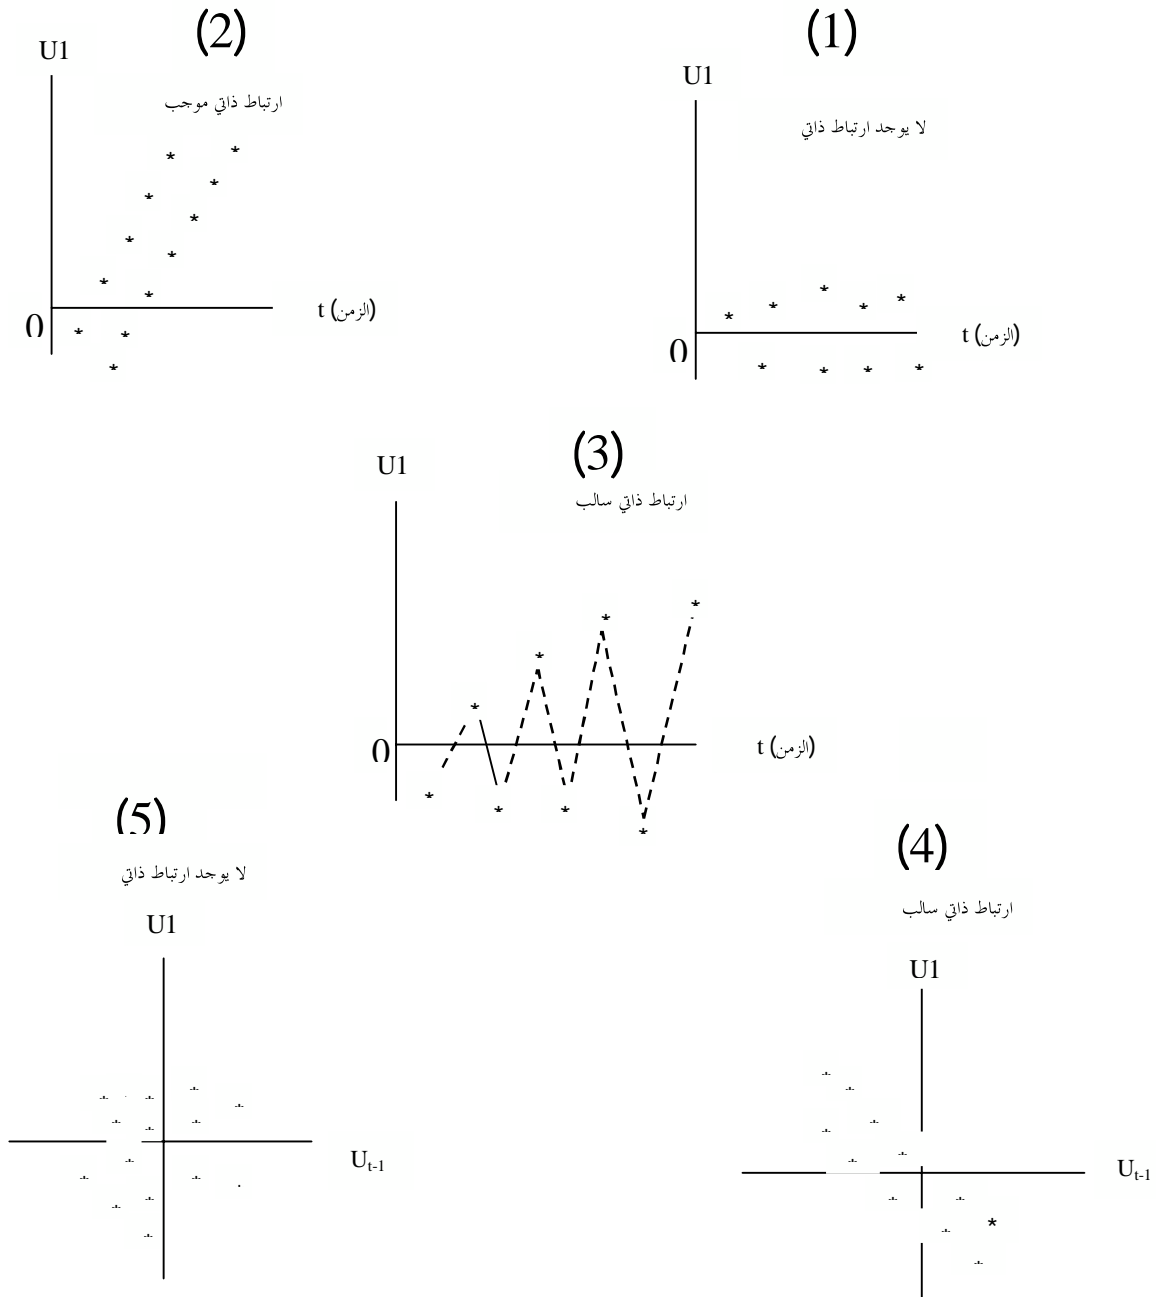 (1)
U1
لا يوجد ارتباط ذاتي
0
t (الزمن)
(2)
U1
ارتباط ذاتي موجب
0
t (الزمن)
(3)
U1
ارتباط ذاتي سالب
0
t (الزمن)
(4)
ارتباط ذاتي سالب
U1
Ut-1
(5)
لا يوجد ارتباط ذاتي
U1
Ut-1